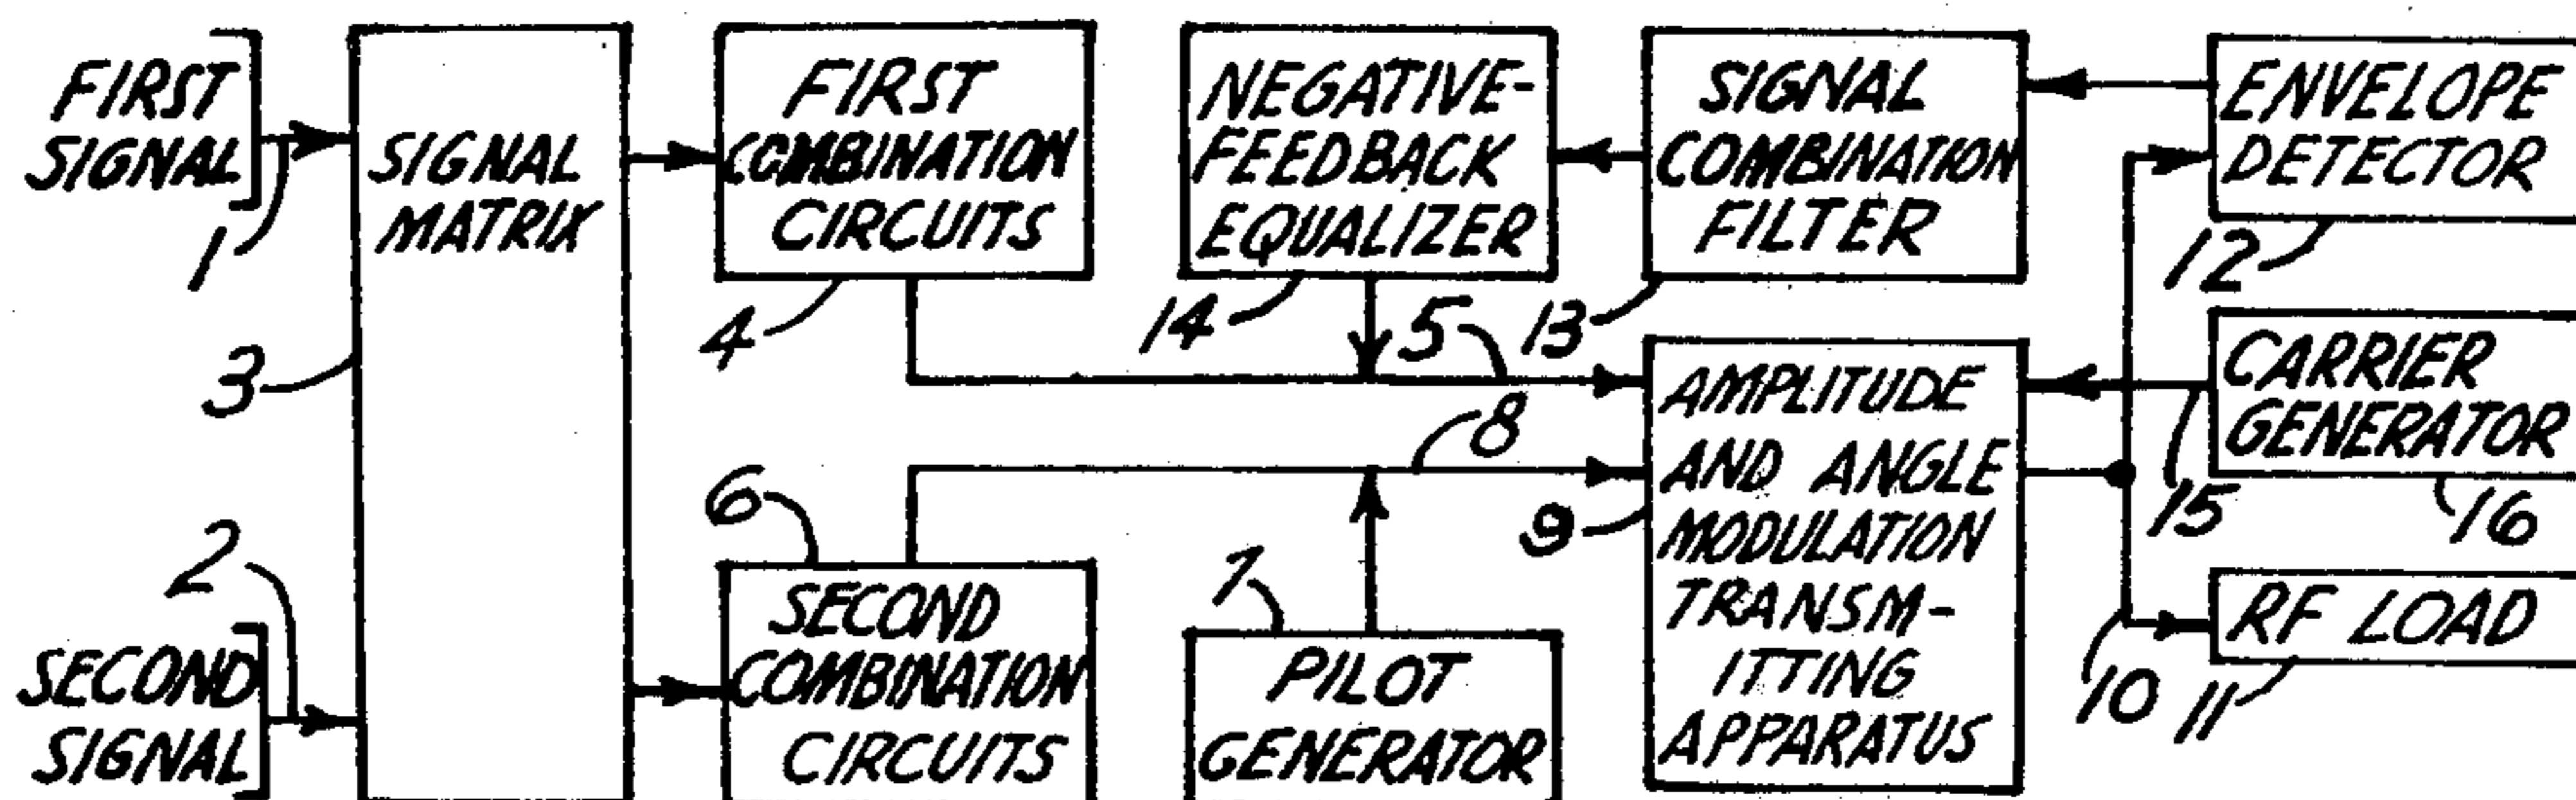 FIRST
SIGNAL
1
SIGNAL
MATRIX
3
SECOND
SIGNAL
2
FIRST
COMBINATION
CIRCUITS
4
NEGATIVE-
FEEDBACK
EQUALIZER
14
SIGNAL
COMBINATION
FILTER
13
ENVELOPE
DETECTOR
12
5
8
6
SECOND
COMBINATION
CIRCUITS
7
PILOT
GENERATOR
9
AMPLITUDE
AND ANGLE
MODULATION
TRANSM-
ITTING
APPARATUS
CARRIER
GENERATOR
15
16
RF LOAD
10
11